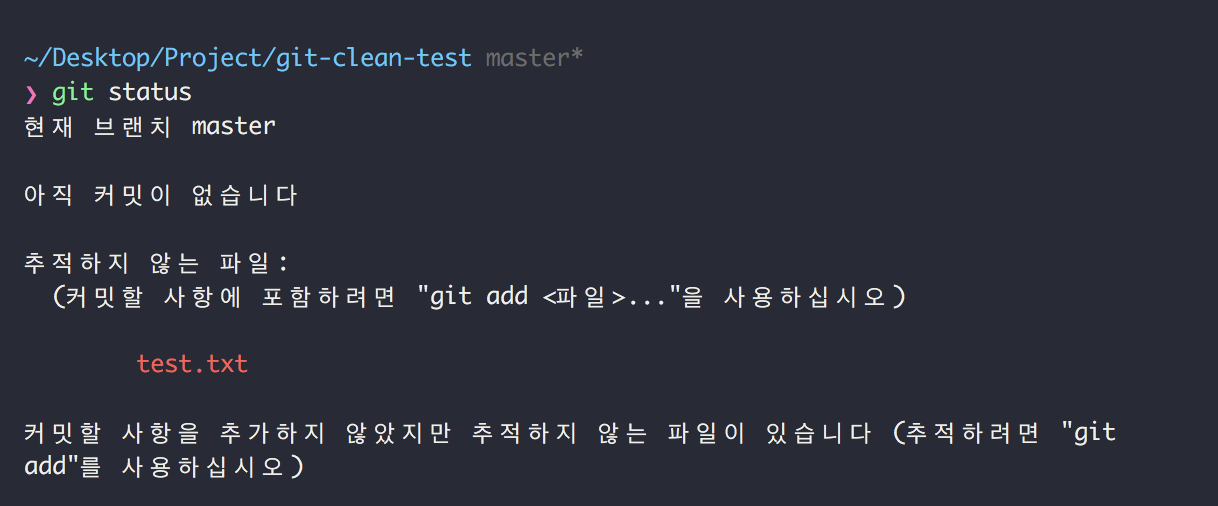 ~/Desktop/Project/git-clean-test master*
❯ git status
현재 브랜치 master
아직 커밋이 없습니다
추적하지 않는 파일:
(커밋할 사항에 포함하려면 "git add <파일>..."을 사용하십시오)
test.txt
커밋할 사항을 추가하지 않았지만 추적하지 않는 파일이 있습니다 (추적하려면 "git
add"를 사용하십시오)